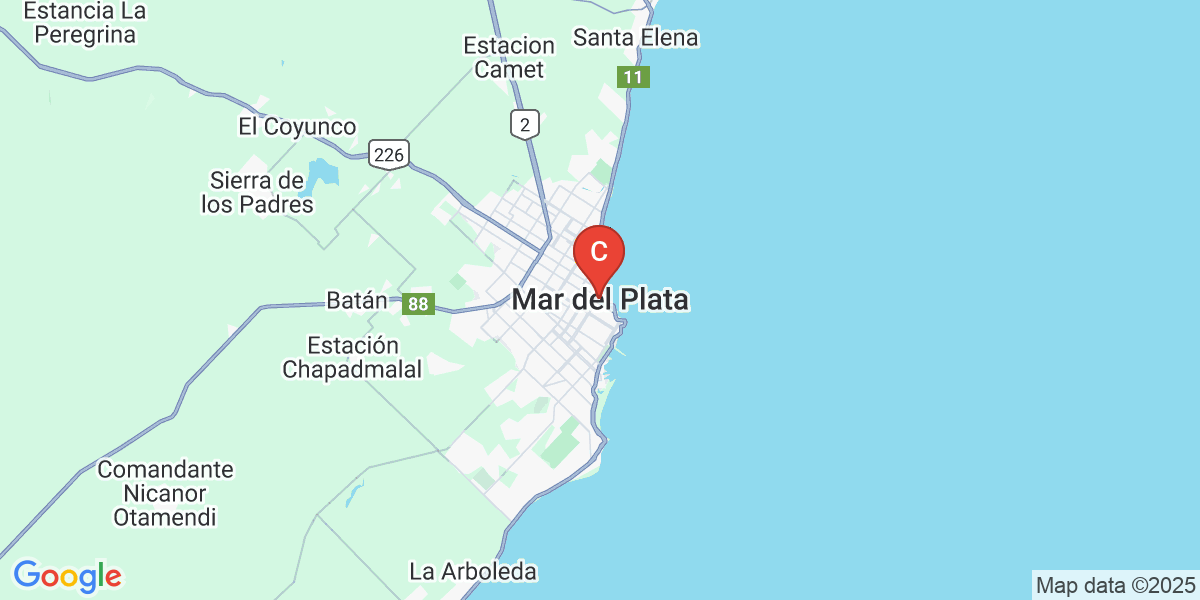 Estancia La
Peregrina
Estacion
Camet
Santa Elena
11
2
El Coyunco
226
Sierra de
los Padres
C
Mar del Plata
Batán
88
Estación
Chapadmalal
Comandante
Nicanor
Otamendi
La Arboleda
Google
Map data ©2025